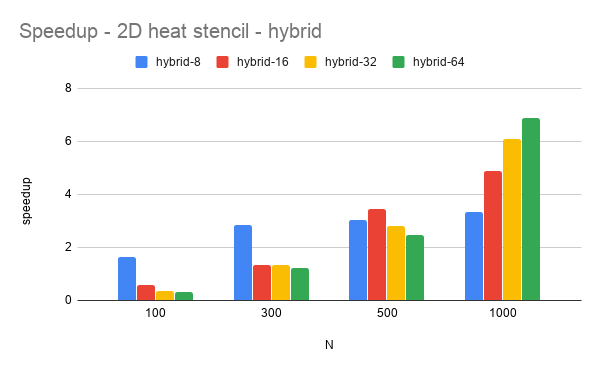 Speedup - 2D heat stencil - hybrid
hybrid-8 hybrid-16 hybrid-32 hybrid-64
8
6
4
2
0
speedup
100 300 500 1000
N